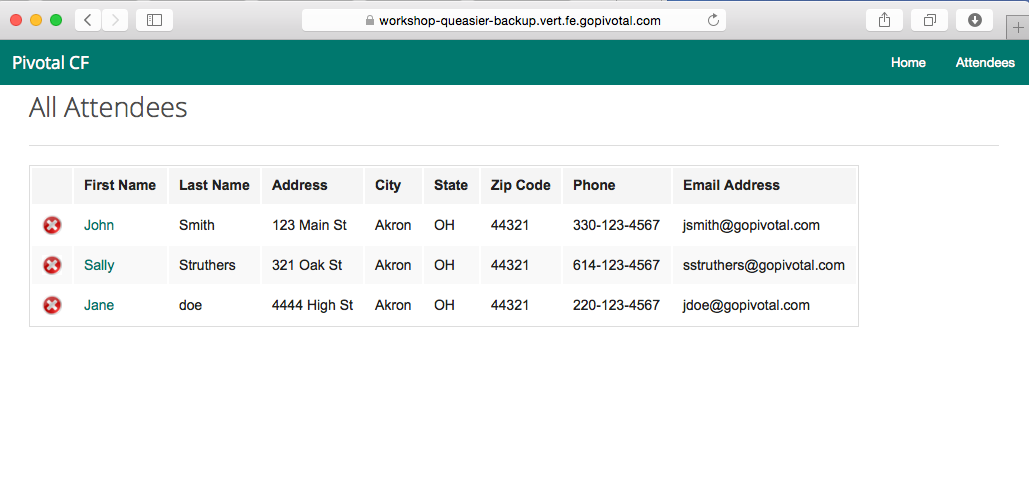 workshop-queasier-backup.vert.fe.gopivotal.com
Pivotal CF Home Attendees
All Attendees
First Name Last Name Address City State Zip Code Phone Email Address
John Smith 123 Main St Akron OH 44321 330-123-4567 jsmith@gopivotal.com
Sally Struthers 321 Oak St Akron OH 44321 614-123-4567 sstruthers@gopivotal.com
Jane doe 4444 High St Akron OH 44321 220-123-4567 jdoe@gopivotal.com